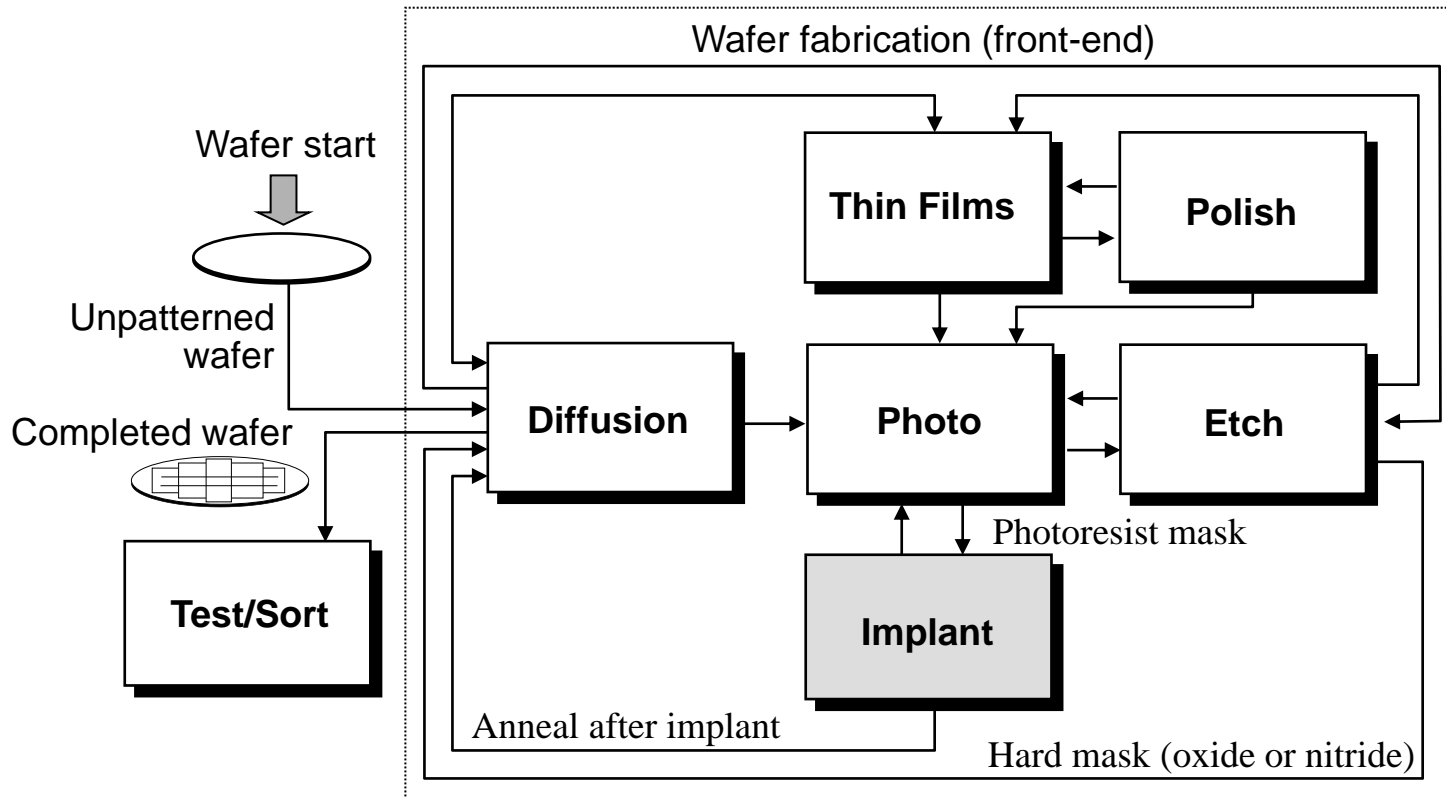 Wafer fabrication (front-end)
Wafer start
Thin Films
Polish
Unpatterned
wafer
Diffusion
Photo
Etch
Completed wafer
Photoresist mask
Test/Sort
Implant
Anneal after implant
Hard mask (oxide or nitride)